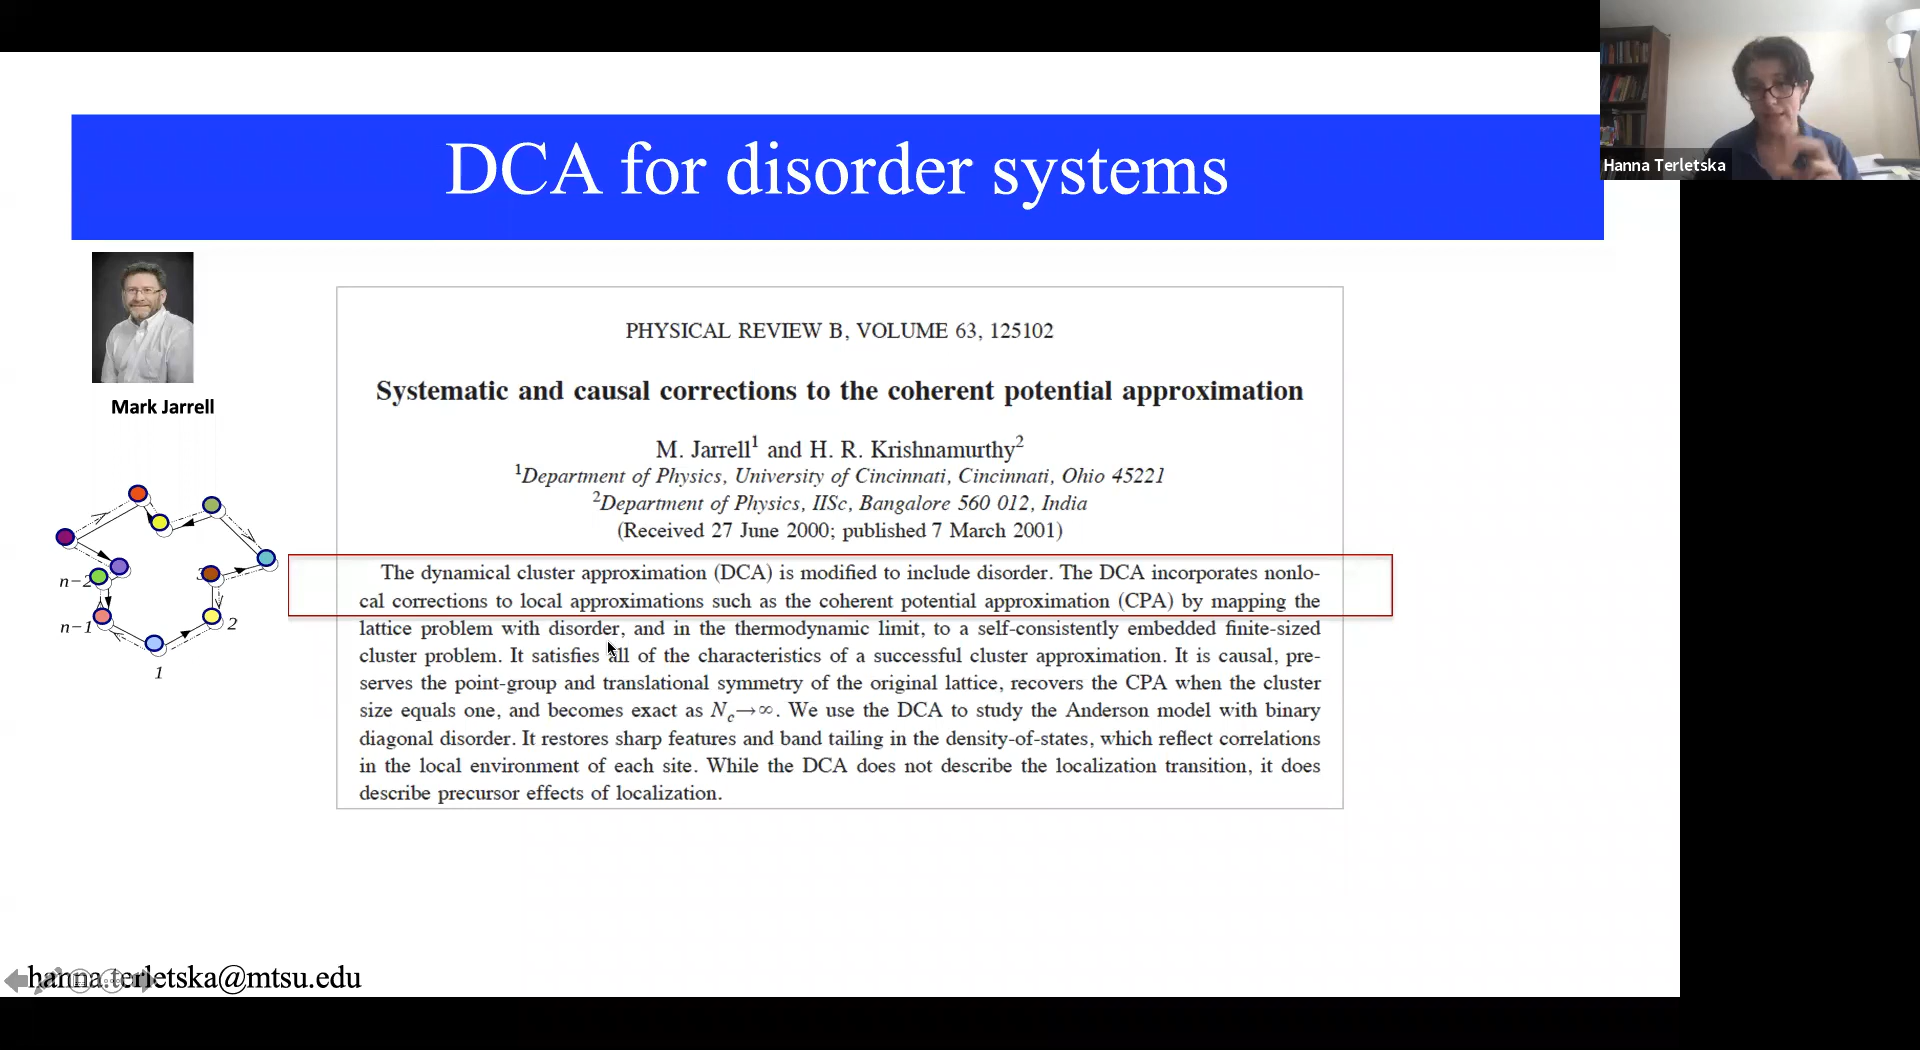 DCA for disorder systems
Hanna Terletska
Mark Jarrell
PHYSICAL REVIEW B, VOLUME 63, 125102
Systematic and causal corrections to the coherent potential approximation
M. Jarrell¹ and H. R. Krishnamurthy²
¹Department of Physics, University of Cincinnati, Cincinnati, Ohio 45221
²Department of Physics, IISc, Bangalore 560 012, India
(Received 27 June 2000; published 7 March 2001)
The dynamical cluster approximation (DCA) is modified to include disorder. The DCA incorporates nonlo-
cal corrections to local approximations such as the coherent potential approximation (CPA) by mapping the
lattice problem with disorder, and in the thermodynamic limit, to a self-consistently embedded finite-sized
cluster problem. It satisfies all of the characteristics of a successful cluster approximation. It is causal, pre-
serves the point-group and translational symmetry of the original lattice, recovers the CPA when the cluster
size equals one, and becomes exact as N_c→∞. We use the DCA to study the Anderson model with binary
diagonal disorder. It restores sharp features and band tailing in the density-of-states, which reflect correlations
in the local environment of each site. While the DCA does not describe the localization transition, it does
describe precursor effects of localization.
n−2
3
n−1
2
1
hanna.terletska@mtsu.edu